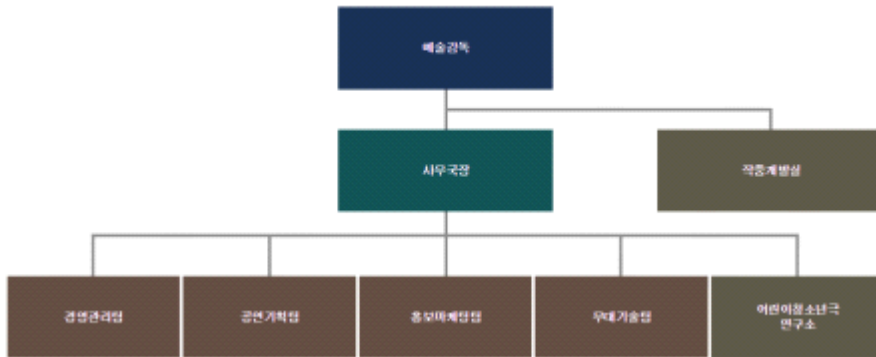 예술감독
사무국장
작품개발실
경영관리팀
공연기획팀
홍보마케팅팀
무대기술팀
어린이청소년극
연구소